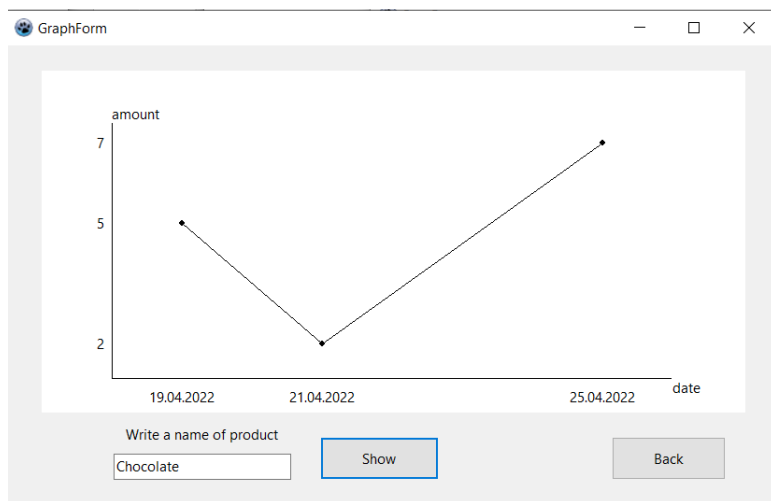 GraphForm
amount
7
5
2
19.04.2022 21.04.2022 25.04.2022
date
Write a name of product
Chocolate
Show
Back